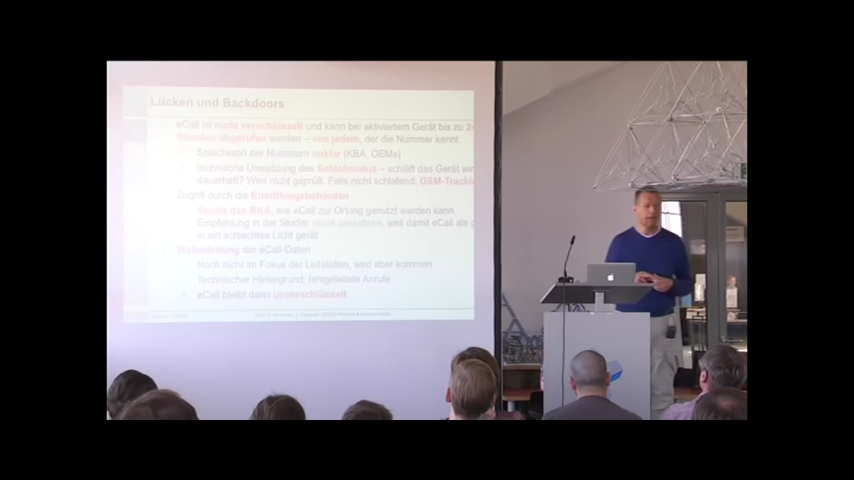 Lücken und Backdoors
eCall ist nicht verschlüsselt und kann bei aktiviertem Gerät bis zu 2
Stunden abgerufen werden – von jedem, der die Nummer kennt
Speicherzeit der Nummern unklar (KBA, OEMs)
technische Umsetzung des Schlafmodus – schläft das Gerät wir
dauerhaft? Wird nicht geprüft. Falls nicht schlafend: GSM-Trackin
Zugriff durch die Ermittlungsbehörden
Studie des BKA, wie eCall zur Ortung genutzt werden kann.
Empfehlung in der Studie: nicht umsetzen, weil damit eCall als g
in ein schlechtes Licht gerät
Weiterleitung der eCall-Daten
Noch nicht im Fokus der Leitstellen, wird aber kommen
Technischer Hintergrund: fehlgeleitete Anrufe
eCall bleibt dann unverschlüsselt